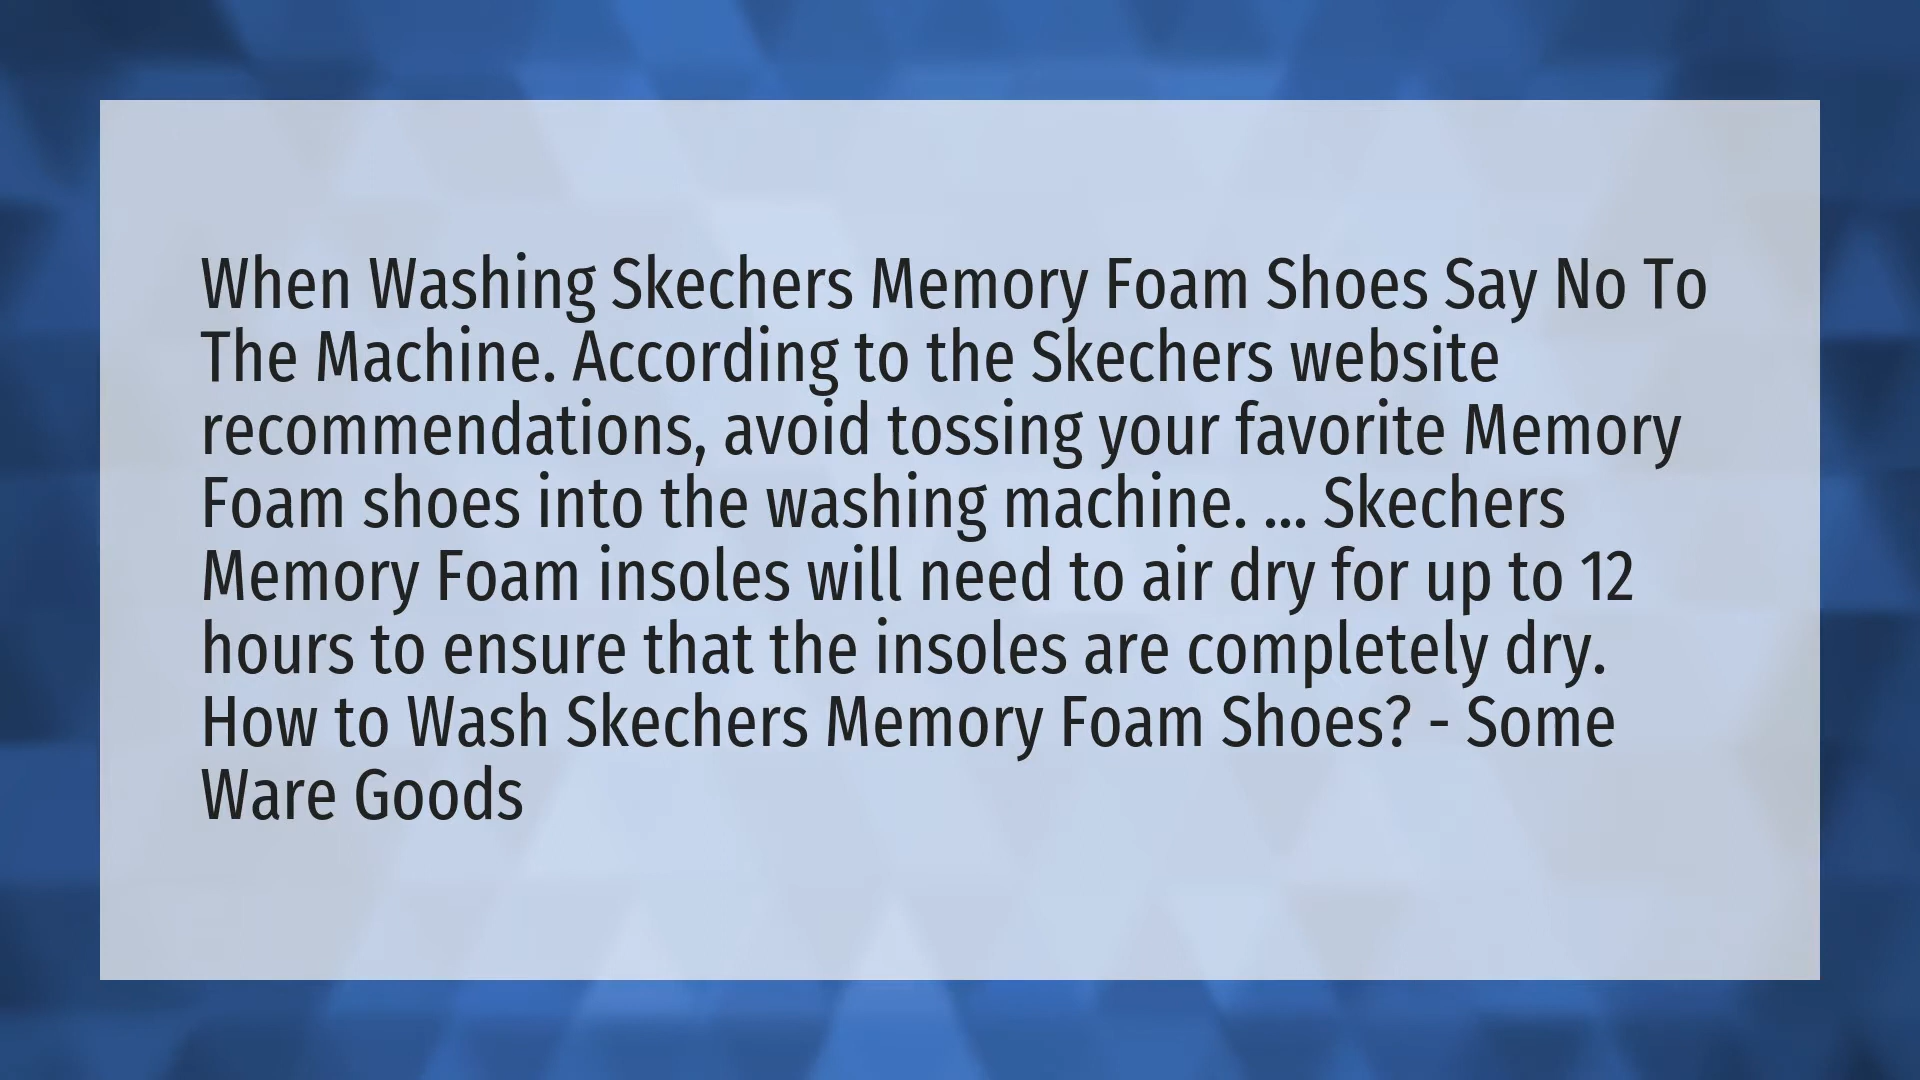 When Washing Skechers Memory Foam Shoes Say No To
The Machine. According to the Skechers website
recommendations, avoid tossing your favorite Memory
Foam shoes into the washing machine. ... Skechers
Memory Foam insoles will need to air dry for up to 12
hours to ensure that the insoles are completely dry.
How to Wash Skechers Memory Foam Shoes? - Some
Ware Goods